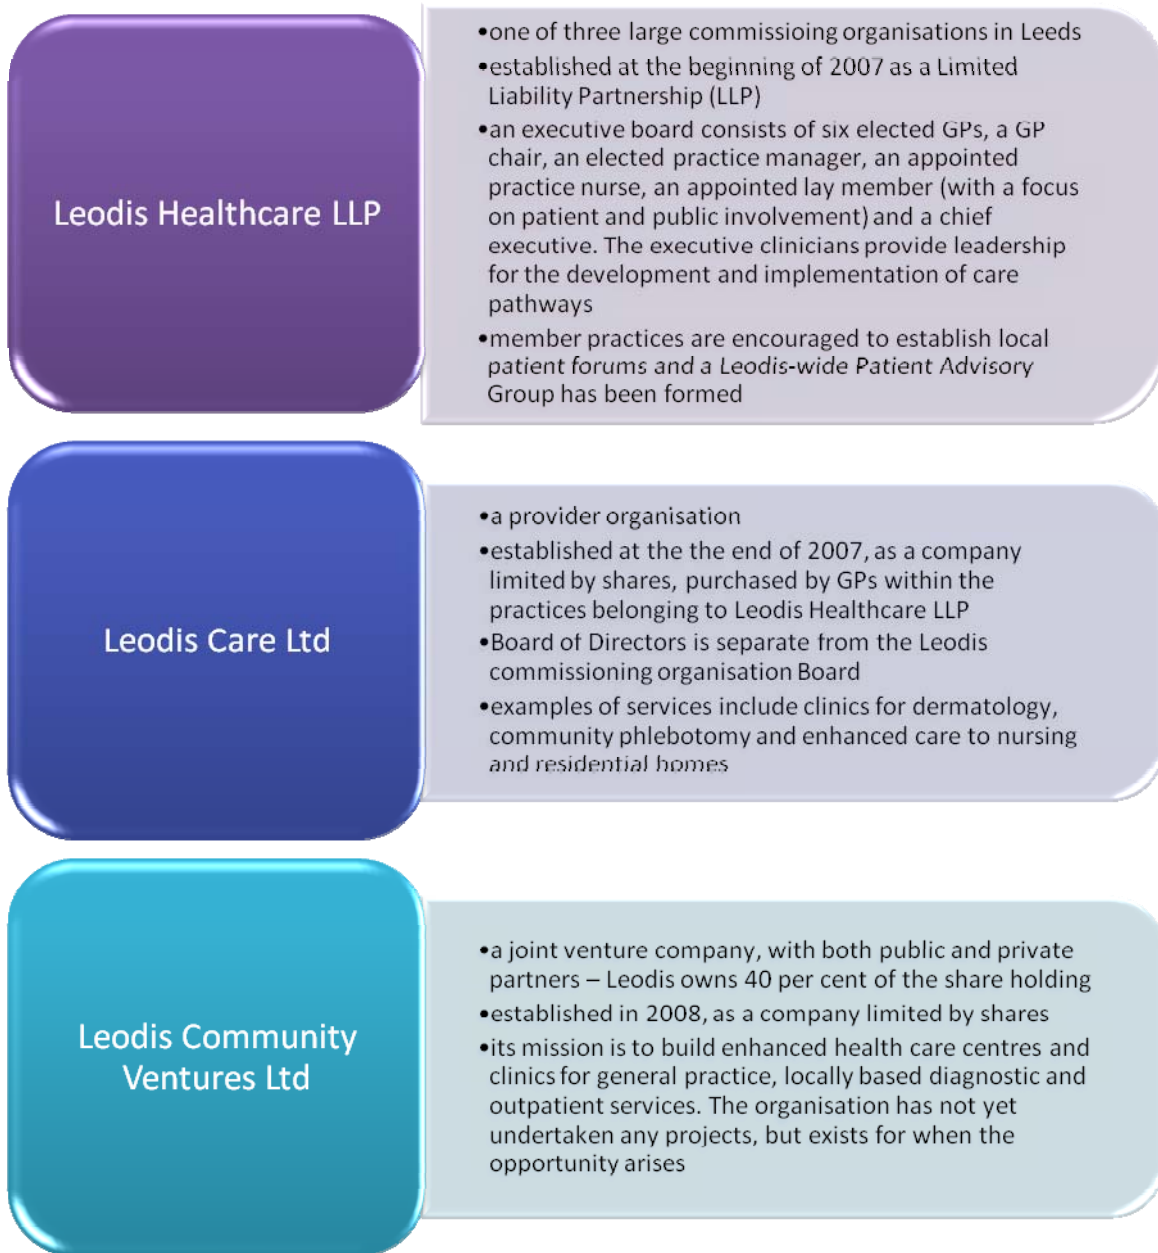 Leodis Healthcare LLP
•one of three large commissioing organisations in Leeds
•established at the beginning of 2007 as a Limited
Liability Partnership (LLP)
•an executive board consists of six elected GPs, a GP
chair, an elected practice manager, an appointed
practice nurse, an appointed lay member (with a focus
on patient and public involvement) and a chief
executive. The executive clinicians provide leadership
for the development and implementation of care
pathways
•member practices are encouraged to establish local
patient forums and a Leodis-wide Patient Advisory
Group has been formed
Leodis Care Ltd
•a provider organisation
•established at the the end of 2007, as a company
limited by shares, purchased by GPs within the
practices belonging to Leodis Healthcare LLP
•Board of Directors is separate from the Leodis
commissioning organisation Board
•examples of services include clinics for dermatology,
community phlebotomy and enhanced care to nursing
and residential homes
Leodis Community
Ventures Ltd
•a joint venture company, with both public and private
partners – Leodis owns 40 per cent of the share holding
•established in 2008, as a company limited by shares
•its mission is to build enhanced health care centres and
clinics for general practice, locally based diagnostic and
outpatient services. The organisation has not yet
undertaken any projects, but exists for when the
opportunity arises